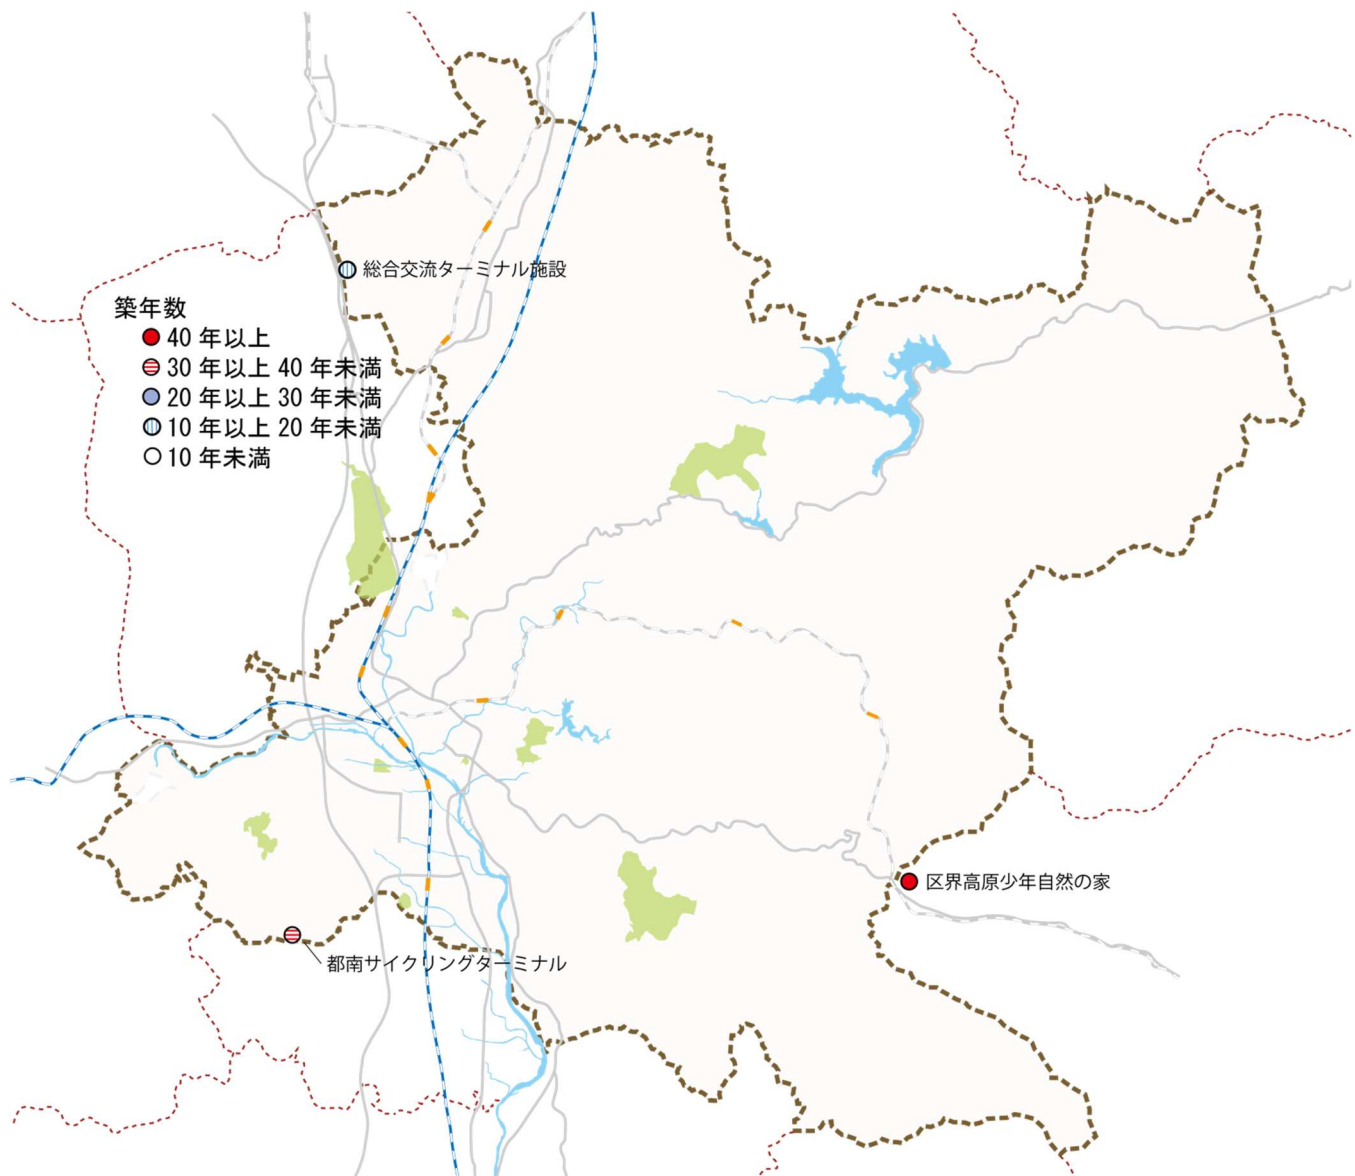 総合交流ターミナル施設
築年数
40 年以上
30 年以上 40 年未満
20 年以上 30 年未満
10 年以上 20 年未満
10 年未満
区界高原少年自然の家
都南サイクリングターミナル